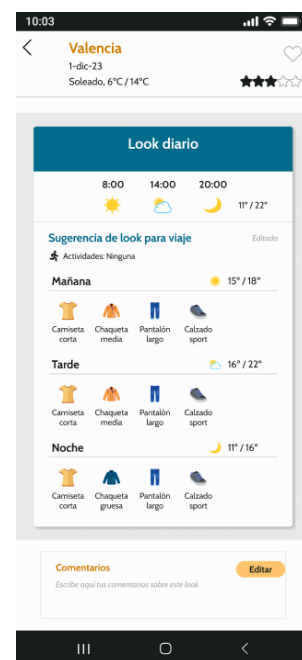 10:03
Valencia
1-dic-23
Soleado, 6°C / 14°C
Look diario
8:00 14:00 20:00
11° / 22°
Sugerencia de look para viaje Editado
Actividades: Ninguna
Mañana 15° / 18°
Camiseta corta Chaqueta media Pantalón largo Calzado sport
Tarde 16° / 22°
Camiseta corta Chaqueta media Pantalón largo Calzado sport
Noche 11° / 16°
Camiseta corta Chaqueta gruesa Pantalón largo Calzado sport
Comentarios Editar
Escribe aquí tus comentarios sobre este look